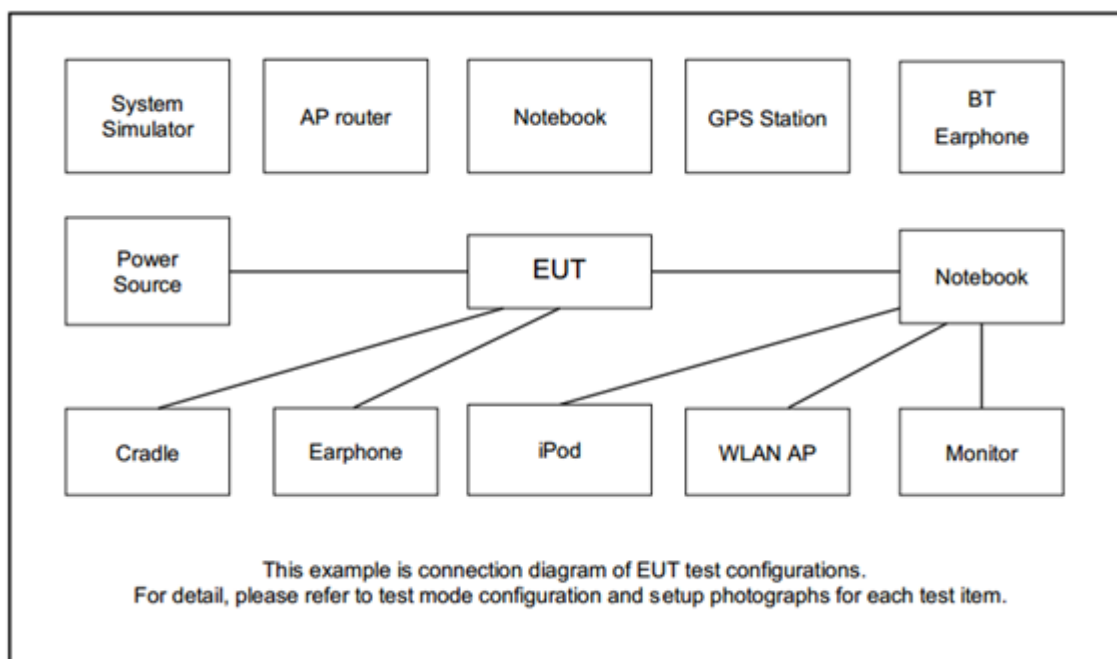 System
Simulator
AP router
Notebook
GPS Station
BT
Earphone
Power
Source
EUT
Notebook
Cradle
Earphone
iPod
WLAN AP
Monitor
This example is connection diagram of EUT test configurations.
For detail, please refer to test mode configuration and setup photographs for each test item.